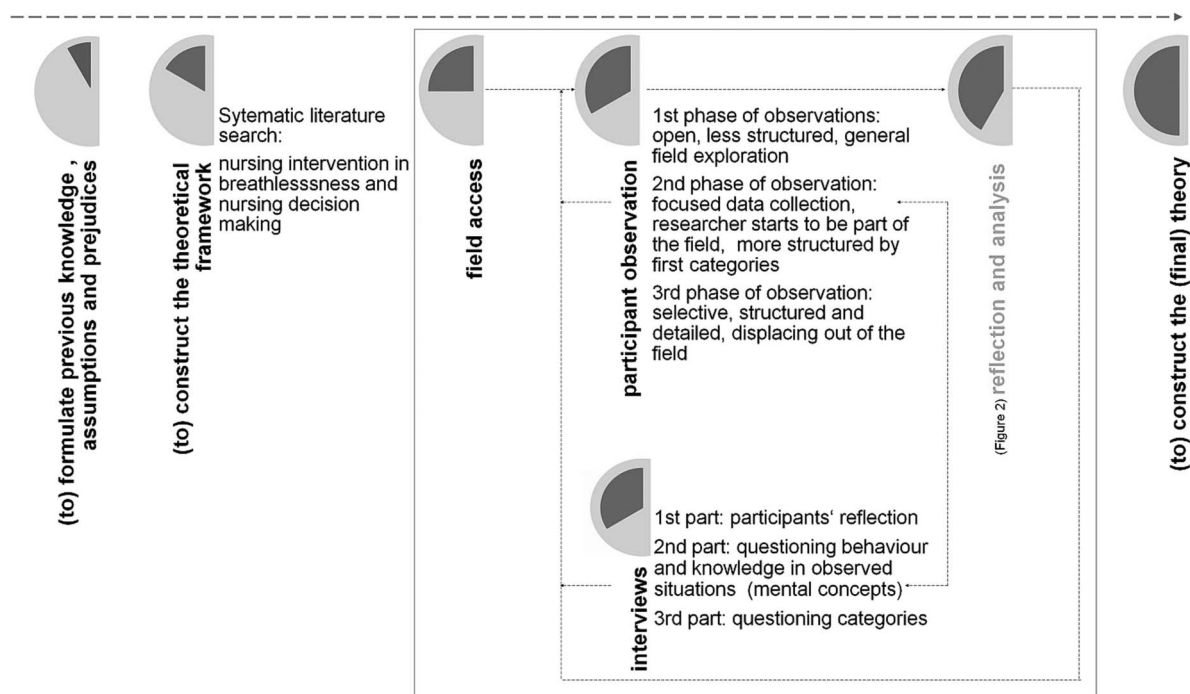 (to) formulate previous knowledge ,
assumptions and prejudices
(to) construct the theoretical
framework
Sytematic literature
search:
nursing intervention in
breathlesssness and
nursing decision
making
field access
participant observation
1st phase of observations:
open, less structured, general
field exploration
2nd phase of observation:
focused data collection,
researcher starts to be part of
the field,  more structured by
first categories
3rd phase of observation:
selective, structured and
detailed, displacing out of the
field
interviews
1st part: participants‘ reflection
2nd part: questioning behaviour
and knowledge in observed
situations  (mental concepts)
3rd part: questioning categories
(Figure 2) reflection and analysis
(to) construct the (final) theory